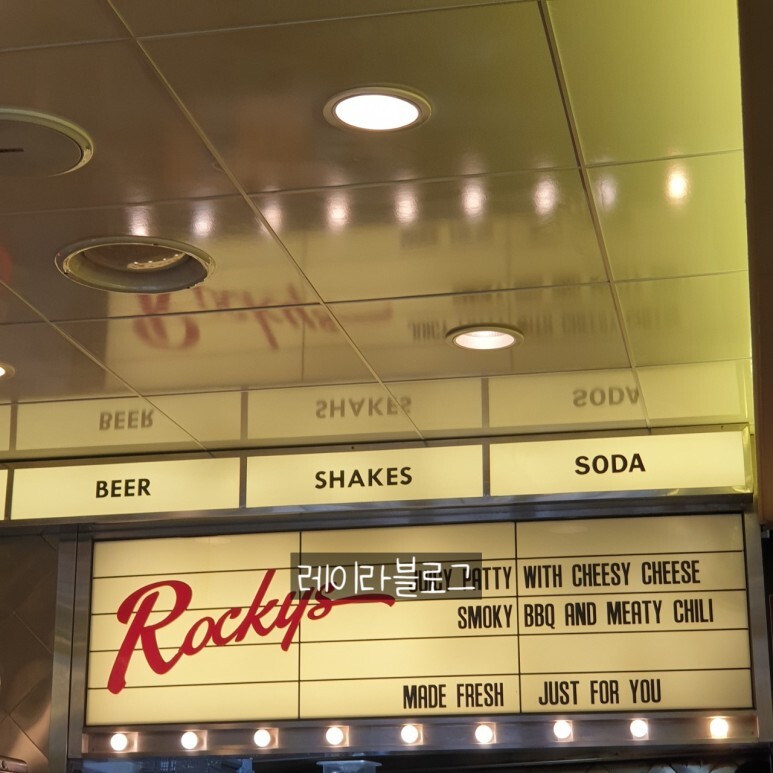 BEER SHAKES SODA
Rockys
레이라블로그
JUICY PATTY WITH CHEESY CHEESE
SMOKY BBQ AND MEATY CHILI
MADE FRESH JUST FOR YOU